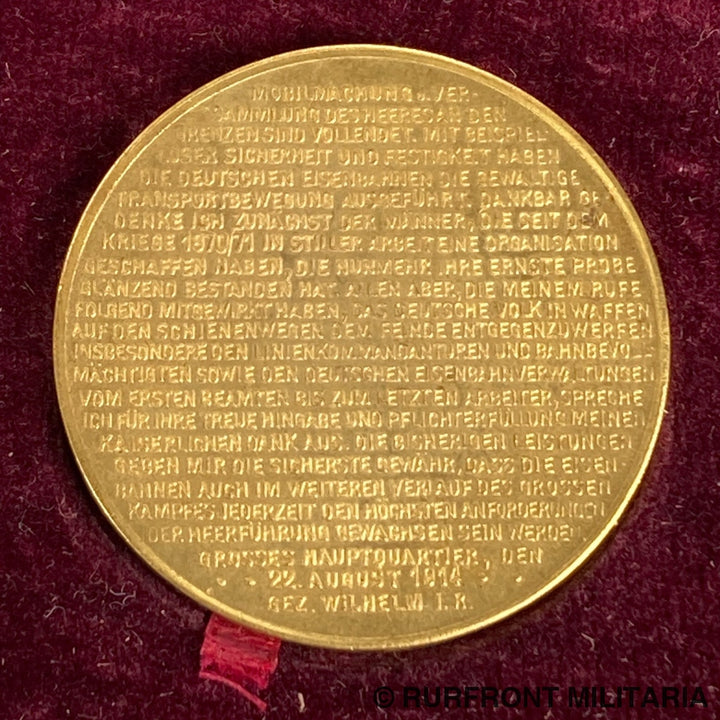 MOBILMACHUNG u. VER-
SAMMLUNG DES HEERES AN DEN
GRENZEN SIND VOLLENDET. MIT BEISPIEL-
LOSER SICHERHEIT UND FESTIGKEIT HABEN
DIE DEUTSCHEN EISENBAHNEN DIE GEWALTIGE
TRANSPORTBEWEGUNG AUSGEFÜHRT. DANKBAR GE-
DENKE ICH ZUNÄCHST DER MÄNNER, DIE SEIT DEM
KRIEGE 1870/71 IN STILLER ARBEIT EINE ORGANISATION
GESCHAFFEN HABEN, DIE NUNMEHR IHRE ERNSTE PROBE
GLÄNZEND BESTANDEN HAT. ALLEN ABER, DIE MEINEM RUFE
FOLGEND MITGEWIRKT HABEN, DAS DEUTSCHE VOLK IN WAFFEN
AUF DEN SCHIENENWEGEN DEM FEINDE ENTGEGENZUWERFEN
INSBESONDERE DEN LINIENKOMMANDANTUREN UND BAHNBEVOLL-
MÄCHTIGTEN SOWIE DEN DEUTSCHEN EISENBAHNVERWALTUNGEN
VOM ERSTEN BEAMTEN BIS ZUM LETZTEN ARBEITER, SPRECHE
ICH FÜR IHRE TREUE HINGABE UND PFLICHTERFÜLLUNG MEINEN
KAISERLICHEN DANK AUS. DIE BISHERIGEN LEISTUNGEN
GEBEN MIR DIE SICHERSTE GEWÄHR, DASS DIE EISEN-
BAHNEN AUCH IM WEITEREN VERLAUF DES GROSSEN
KAMPFES JEDERZEIT DEN HÖCHSTEN ANFORDERUNGEN
DER HEERFÜHRUNG GEWACHSEN SEIN WERDEN.
GROSSES HAUPTQUARTIER, DEN
22. AUGUST 1914
GEZ. WILHELM I. R.
© RURFRONT MILITARIA